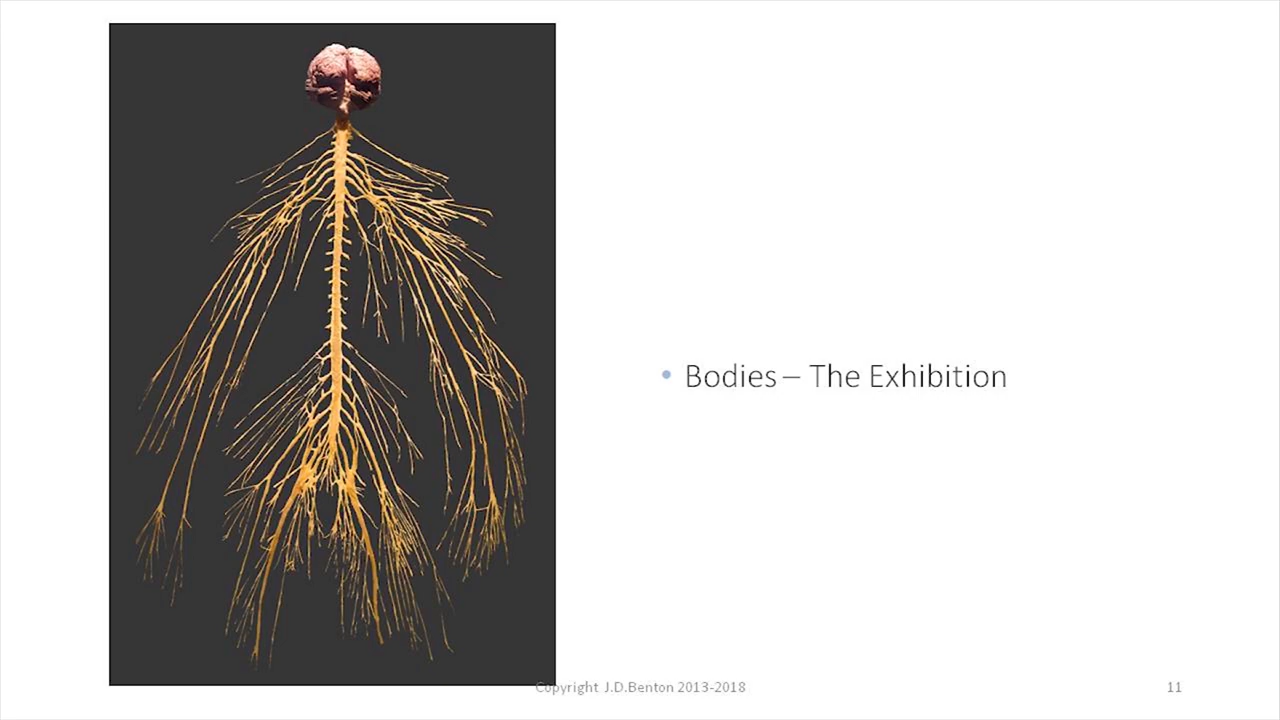 • Bodies – The Exhibition
Copyright J.D.Benton 2013-2018
11